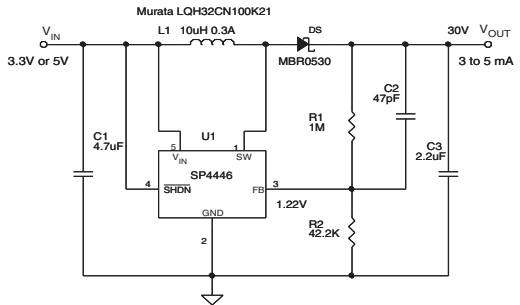 Murata LQH32CN100K21
L1 10uH 0.3A
DS
VIN
30V VOUT
3.3V or 5V
MBR0530
3 to 5 mA
C2
47pF
R1
1M
C1
4.7uF
U1
C3
2.2uF
5
1
VIN
SW
SP4446
4
SHDN
FB
3
1.22V
GND
R2
42.2K
2